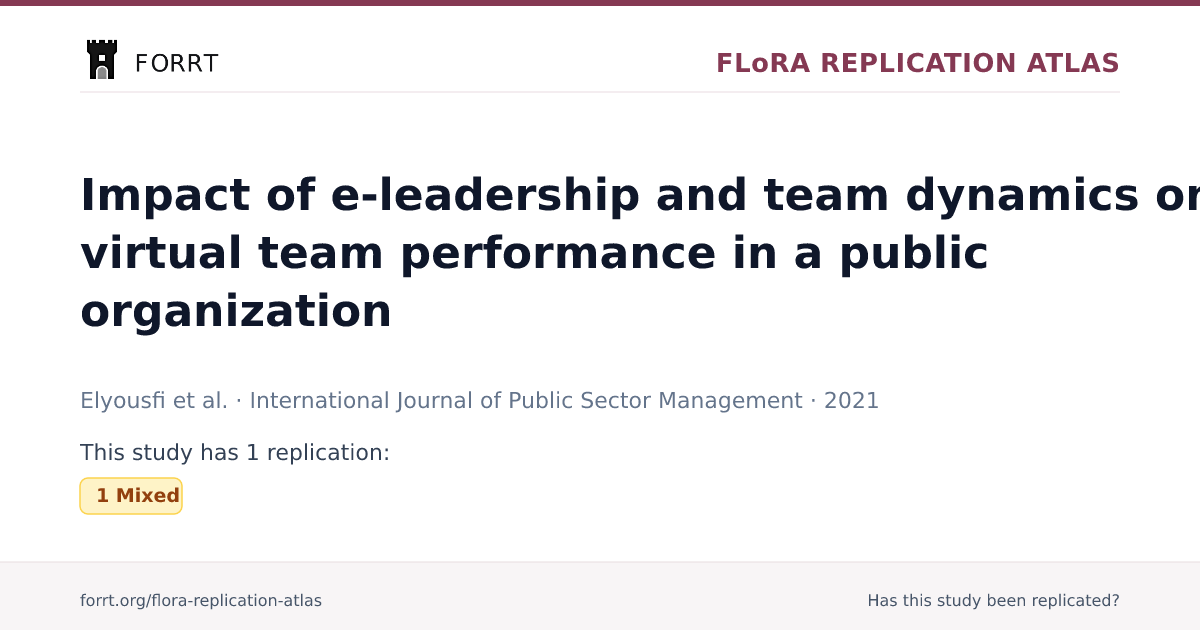 FORRT
FLoRA REPLICATION ATLAS
Impact of e-leadership and team dynamics or
virtual team performance in a public
organization
Elyousfi et al. · International Journal of Public Sector Management · 2021
This study has 1 replication:
1 Mixed
forrt.org/flora-replication-atlas
Has this study been replicated?